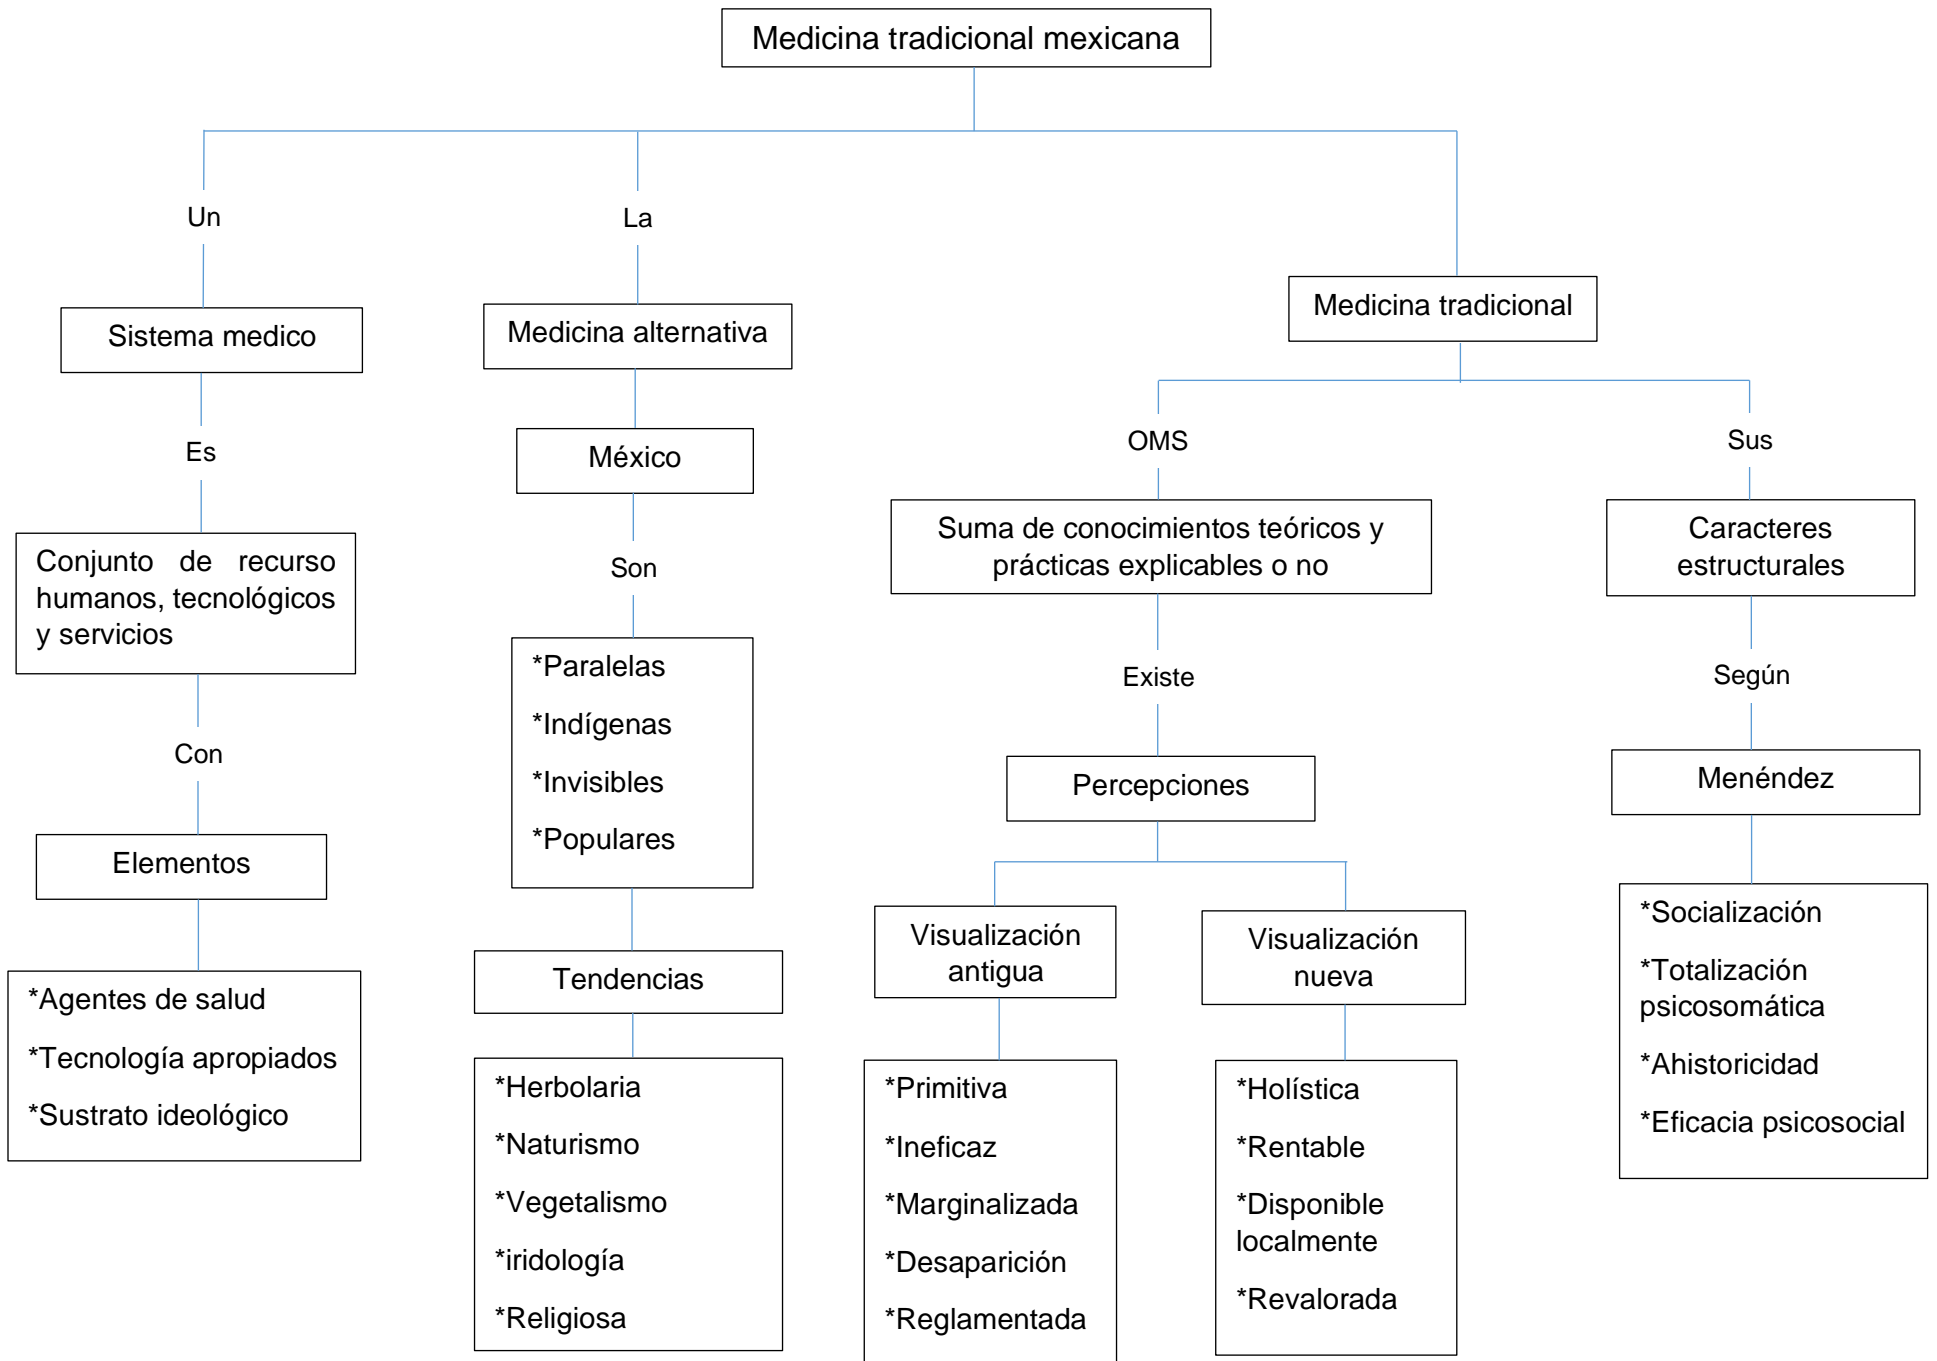 Medicina tradicional mexicana
Un
La
Sistema medico
Medicina alternativa
Medicina tradicional
Es
México
OMS
Sus
Conjunto de recurso
humanos, tecnológicos
y servicios
Son
Suma de conocimientos teóricos y
prácticas explicables o no
Caracteres
estructurales
*Paralelas
*Indígenas
*Invisibles
*Populares
Existe
Según
Con
Percepciones
Menéndez
Elementos
Tendencias
Visualización
antigua
Visualización
nueva
*Socialización
*Totalización
psicosomática
*Ahistoricidad
*Eficacia psicosocial
*Agentes de salud
*Tecnología apropiados
*Sustrato ideológico
*Herbolaria
*Naturismo
*Vegetalismo
*iridología
*Religiosa
*Primitiva
*Ineficaz
*Marginalizada
*Desaparición
*Reglamentada
*Holística
*Rentable
*Disponible
localmente
*Revalorada